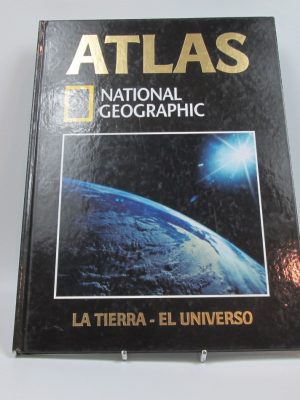 ATLAS
NATIONAL
GEOGRAPHIC
LA TIERRA - EL UNIVERSO